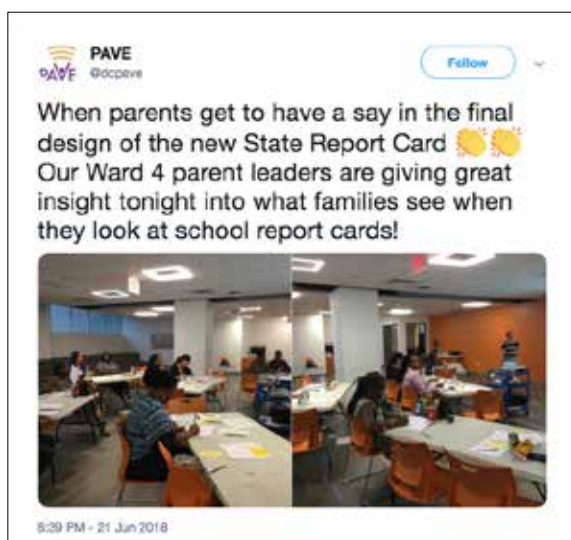 PAVE
@dcpave
Follow
When parents get to have a say in the final
design of the new State Report Card 👏👏
Our Ward 4 parent leaders are giving great
insight tonight into what families see when
they look at school report cards!
8:39 PM - 21 Jun 2018